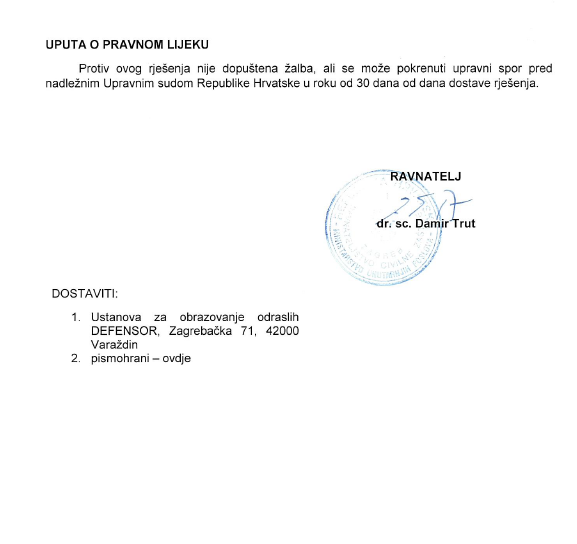 UPUTA O PRAVNOM LIJEKU
Protiv ovog rješenja nije dopuštena žalba, ali se može pokrenuti upravni spor pred
nadležnim Upravnim sudom Republike Hrvatske u roku od 30 dana od dana dostave rješenja.
RAVNATELJ
dr. sc. Damir Trut
DOSTAVITI:
1. Ustanova za obrazovanje odraslih
DEFENSOR, Zagrebačka 71, 42000
Varaždin
2. pismohrani – ovdje